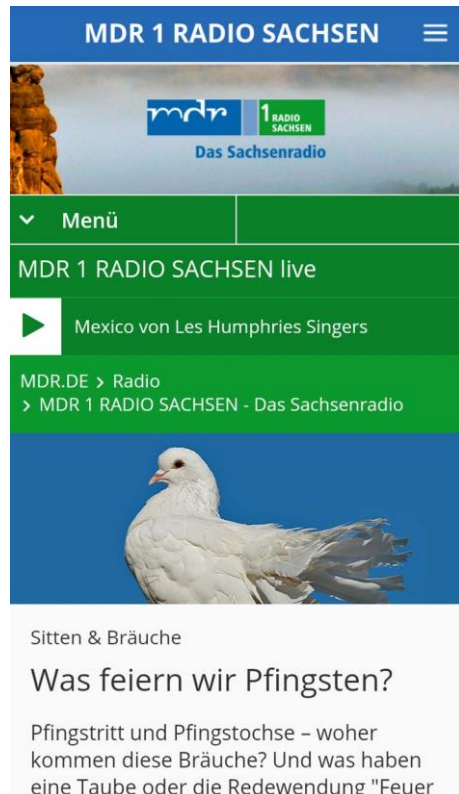 MDR 1 RADIO SACHSEN
mdr 1 RADIO
SACHSEN
Das Sachsenradio
Menü
MDR 1 RADIO SACHSEN live
Mexico von Les Humphries Singers
MDR.DE > Radio
> MDR 1 RADIO SACHSEN - Das Sachsenradio
Sitten & Bräuche
Was feiern wir Pfingsten?
Pfingstritt und Pfingstochse – woher
kommen diese Bräuche? Und was haben
eine Taube oder die Redewendung "Feuer